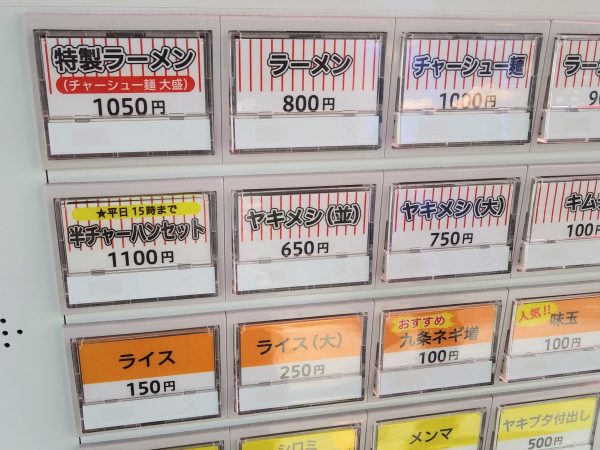 特製ラーメン
(チャーシュー麺 大盛)
1050円
ラーメン
800円
チャーシュー麺
1000円
★平日 15時まで
半チャーハンセット
1100円
ヤキメシ(並)
650円
ヤキメシ(大)
750円
キム
100
ライス
150円
ライス(大)
250円
おすすめ
九条ネギ増
100円
人気!!
味玉
100円
メンマ
ヤキブタ付出し
500円